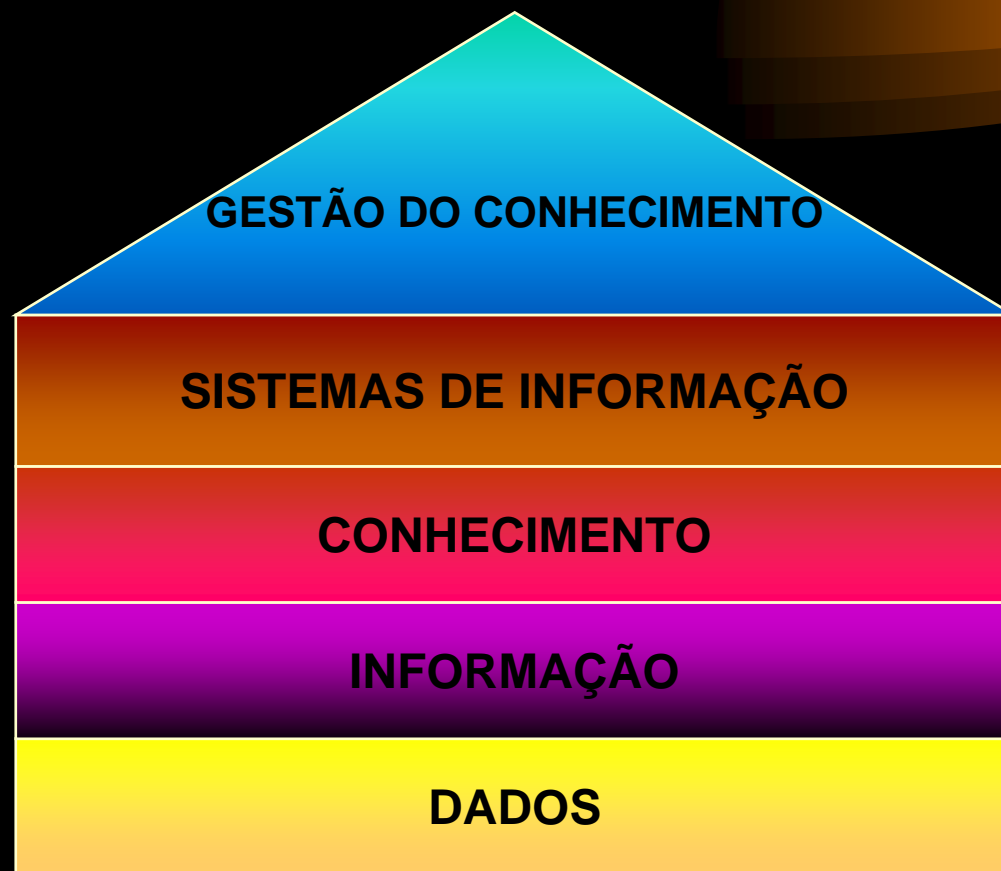 GESTÃO DO CONHECIMENTO
SISTEMAS DE INFORMAÇÃO
CONHECIMENTO
INFORMAÇÃO
DADOS